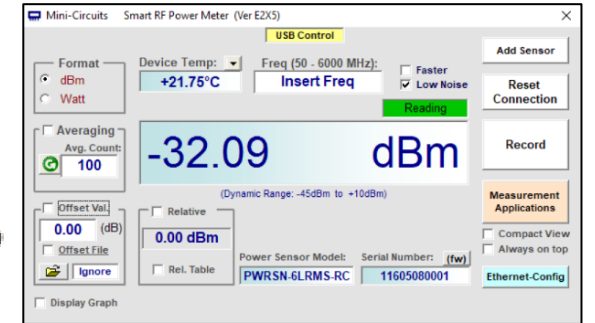 Mini-Circuits Smart RF Power Meter (Ver E2X5)
USB Control
Format
dBm
Watt
Device Temp:
+21.75°C
Freq (50 - 6000 MHz):
Insert Freq
Faster
Low Noise
Reading
Add Sensor
Reset
Connection
Averaging
Avg. Count:
100
-32.09 dBm
(Dynamic Range: -45dBm to +10dBm)
Record
Offset Val.
0.00 (dB)
Offset File
Ignore
Relative
0.00 dBm
Rel. Table
Power Sensor Model:
PWRSN-6LRMS-RC
Serial Number: (fw)
11605080001
Measurement
Applications
Compact View
Always on top
Ethernet-Config
Display Graph